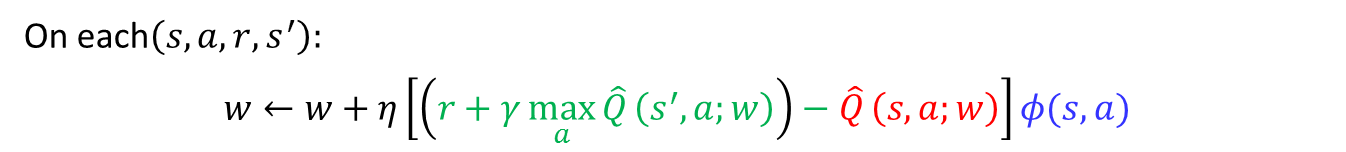 On each(s, a, r, s′):
w ← w + η [(r + γ max_a Q̂ (s′, a; w)) − Q̂ (s, a; w)] ϕ(s, a)